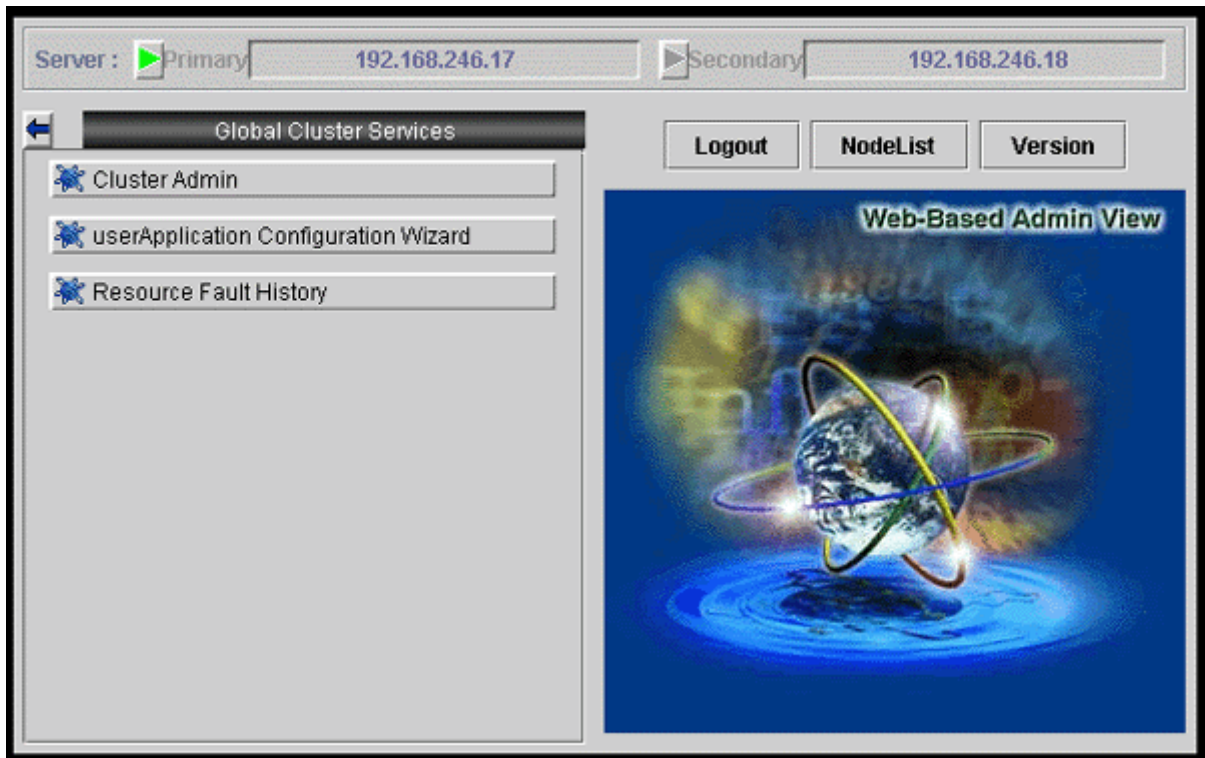 Server : Primary 192.168.246.17 Secondary 192.168.246.18
Global Cluster Services
Logout NodeList Version
Cluster Admin
userApplication Configuration Wizard
Resource Fault History
Web-Based Admin View